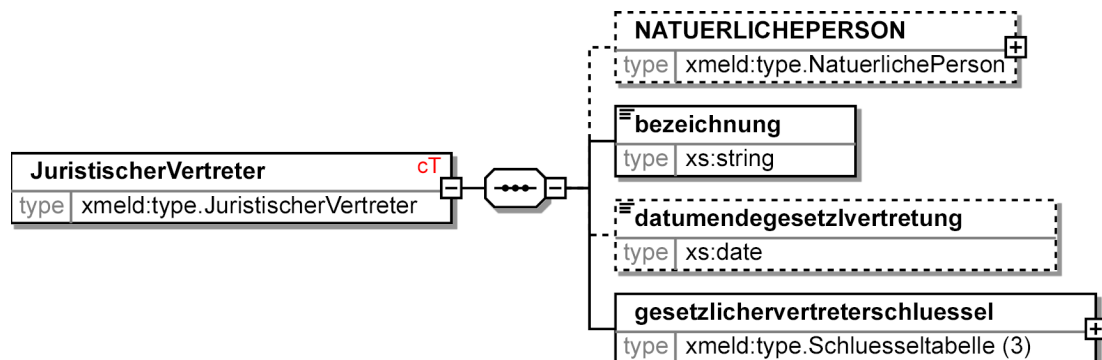 NATUERLICHEPERSON
type xmeld:type.NatuerlichePerson
bezeichnung
type xs:string
JuristischerVertreter cT
type xmeld:type.JuristischerVertreter
datumendegesetzlvertretung
type xs:date
gesetzlichervertreterschluessel
type xmeld:type.Schluesseltabelle (3)